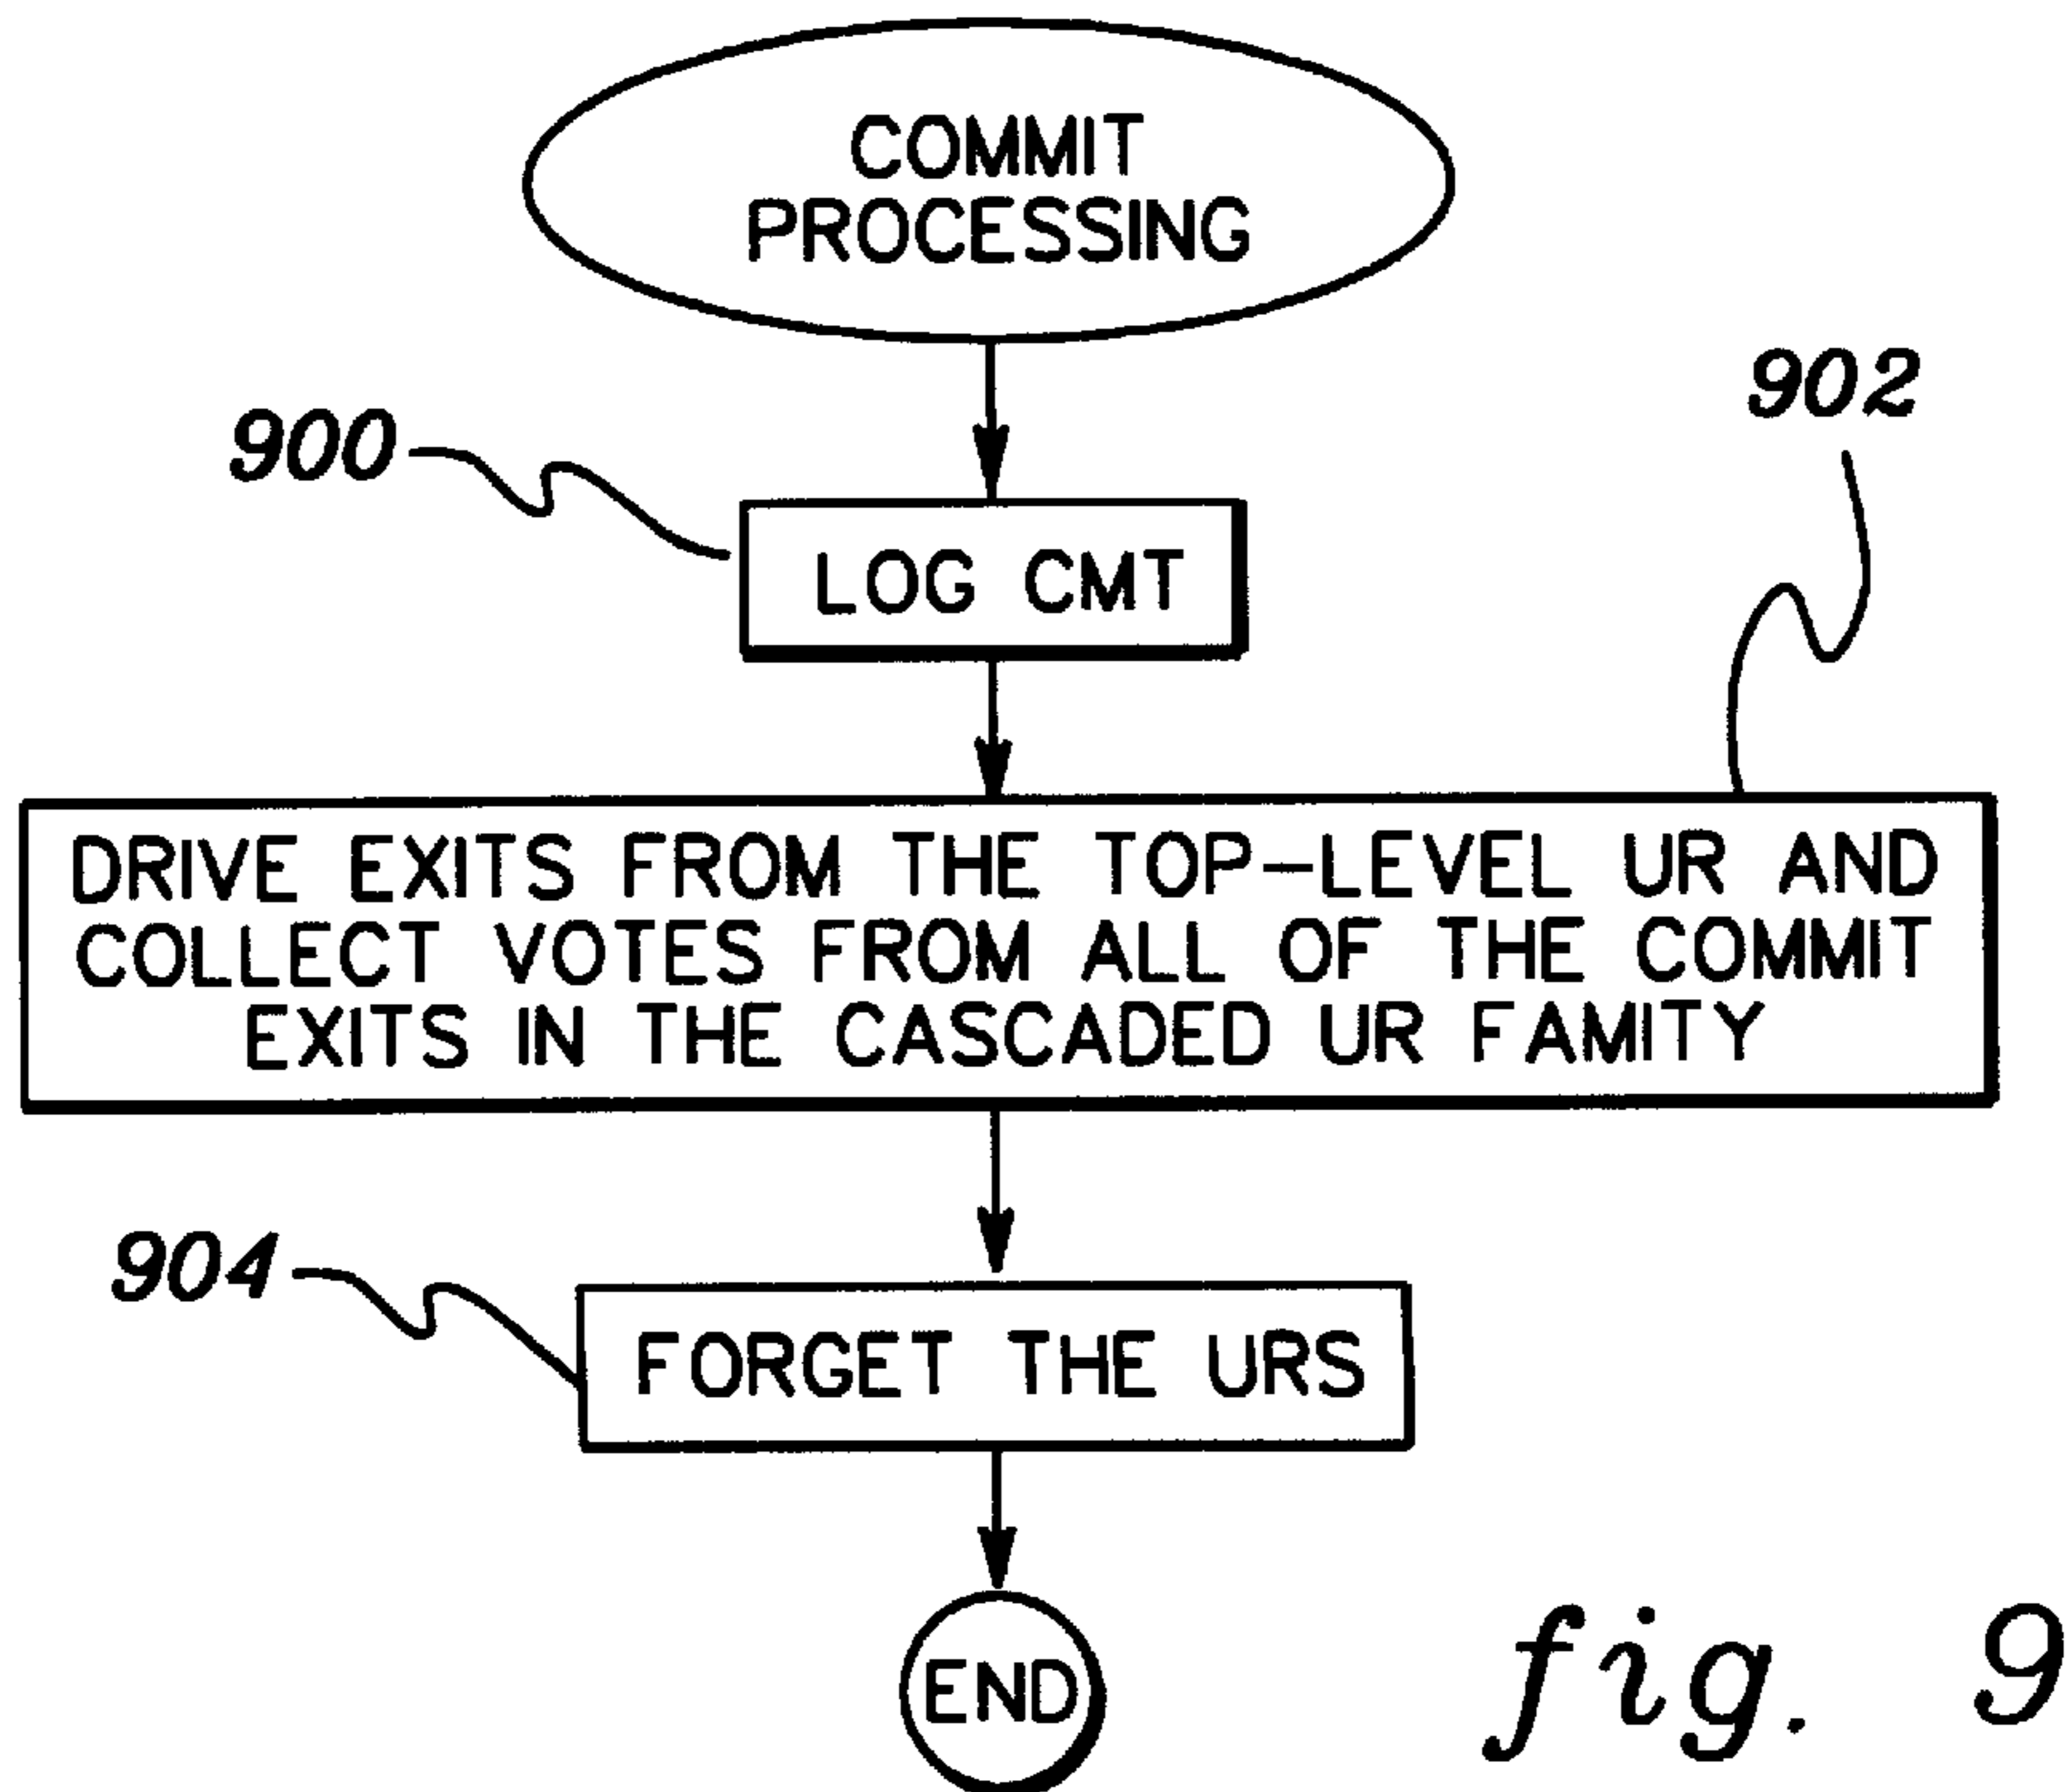 COMMIT
PROCESSING
900
902
LOG CMT
DRIVE EXITS FROM THE TOP-LEVEL UR AND
COLLECT VOTES FROM ALL OF THE COMMIT
EXITS IN THE CASCADED UR FAMITY
904
FORGET THE URS
END
fig. 9